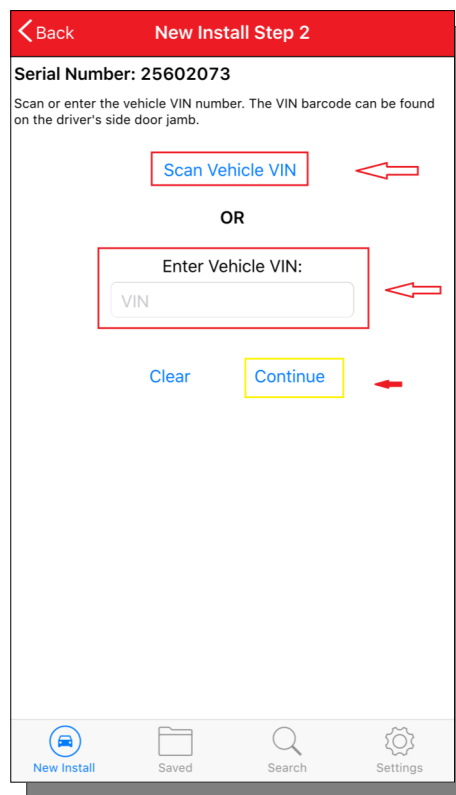 Back New Install Step 2
Serial Number: 25602073
Scan or enter the vehicle VIN number. The VIN barcode can be found
on the driver's side door jamb.
Scan Vehicle VIN
OR
Enter Vehicle VIN:
VIN
Clear Continue
New Install Saved Search Settings